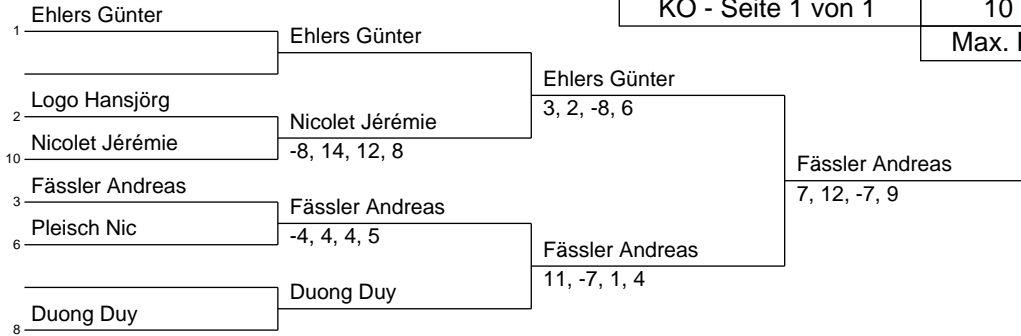 KO - Seite 1 von 1
10
Max.
1
Ehlers Günter
Ehlers Günter
Ehlers Günter
3, 2, -8, 6
2
Logo Hansjörg
Nicolet Jérémie
-8, 14, 12, 8
10
Nicolet Jérémie
Fässler Andreas
7, 12, -7, 9
3
Fässler Andreas
Fässler Andreas
-4, 4, 4, 5
6
Pleisch Nic
Fässler Andreas
11, -7, 1, 4
Duong Duy
8
Duong Duy